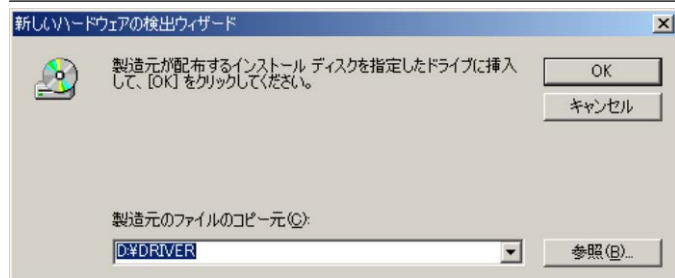 新しいハードウェアの検出ウィザード
製造元が配布するインストール ディスクを指定したドライブに挿入
して、[OK] をクリックしてください。
OK
キャンセル
製造元のファイルのコピー元(C):
D:¥DRIVER
参照(B)...